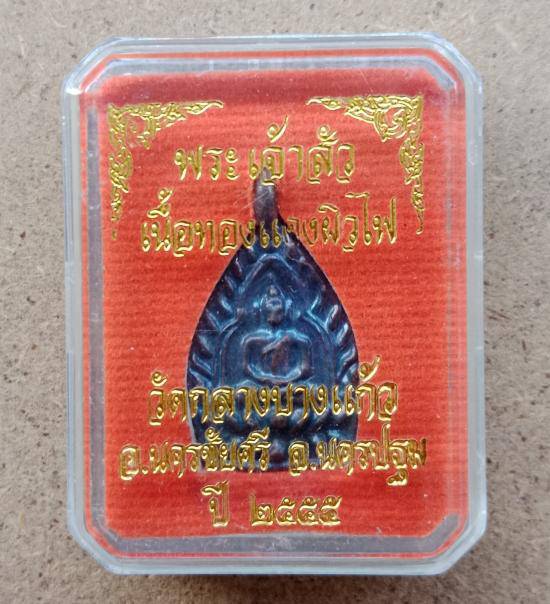 พระเจ้าสัว
เนื้อทองแดงผิวไฟ
วัดกลางบางแก้ว
อ.นครชัยศรี จ.นครปฐม
ปี ๒๕๕๕